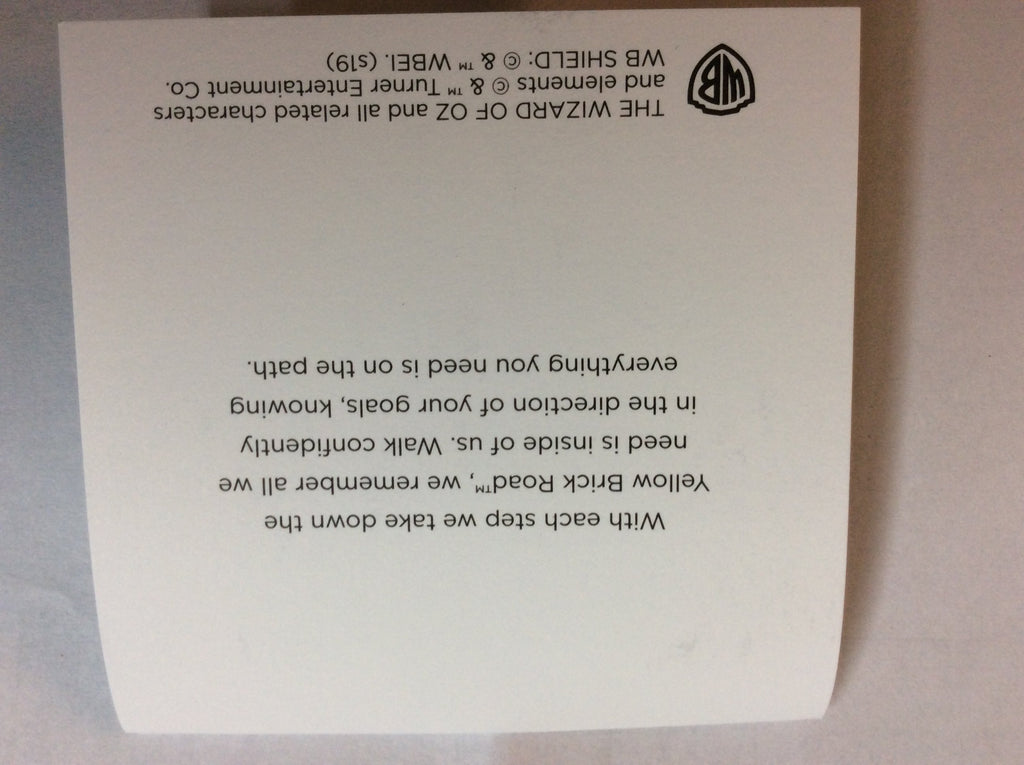 With each step we take down the
Yellow Brick Road™, we remember all we
need is inside of us. Walk confidently
in the direction of your goals, knowing
everything you need is on the path.
THE WIZARD OF OZ and all related characters
and elements © & ™ Turner Entertainment Co.
WB SHIELD: © & ™ WBEI. (s19)
WB